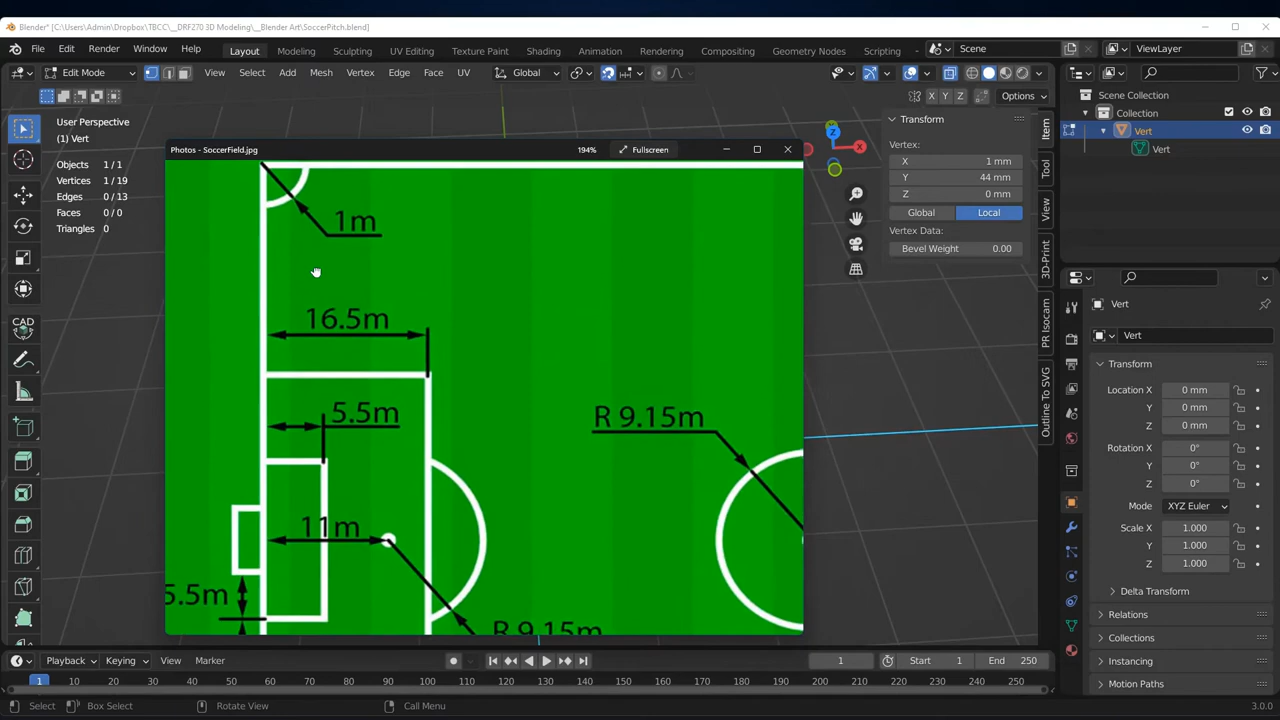 Blender* [C:\Users\Admin\Dropbox\TBCC\__DRF270 3D Modeling\__Blender Art\SoccerPitch.blend]
File Edit Render Window Help Layout Modeling Sculpting UV Editing Texture Paint Shading Animation Rendering Compositing Geometry Nodes Scripting Scene ViewLayer
Edit Mode View Select Add Mesh Vertex Edge Face UV Global
X Y Z Options
User Perspective
(1) Vert
Objects 1/1
Vertices 1/19
Edges 0/13
Faces 0/0
Triangles 0
CAD
Photos - SoccerField.jpg 194% Fullscreen
1m
16.5m
5.5m
R 9.15m
11m
5.5m
R 9.15m
Z
X
Transform
Vertex:
X 1 mm
Y 44 mm
Z 0 mm
Global Local
Vertex Data:
Bevel Weight 0.00
Item
Tool
View
3D-Print
PR Isocam
Outline To SVG
Scene Collection
Collection
Vert
Vert
Vert
Vert
Transform
Location X 0 mm
Y 0 mm
Z 0 mm
Rotation X 0°
Y 0°
Z 0°
Mode XYZ Euler
Scale X 1.000
Y 1.000
Z 1.000
Delta Transform
Relations
Collections
Instancing
Motion Paths
Playback Keying View Marker 1 Start 1 End 250
1 10 20 30 40 50 60 70 80 90 100 110 120 130 140 150 160 170 180 190 200 210 220 230 240 250
Select Box Select Rotate View Call Menu 3.0.0